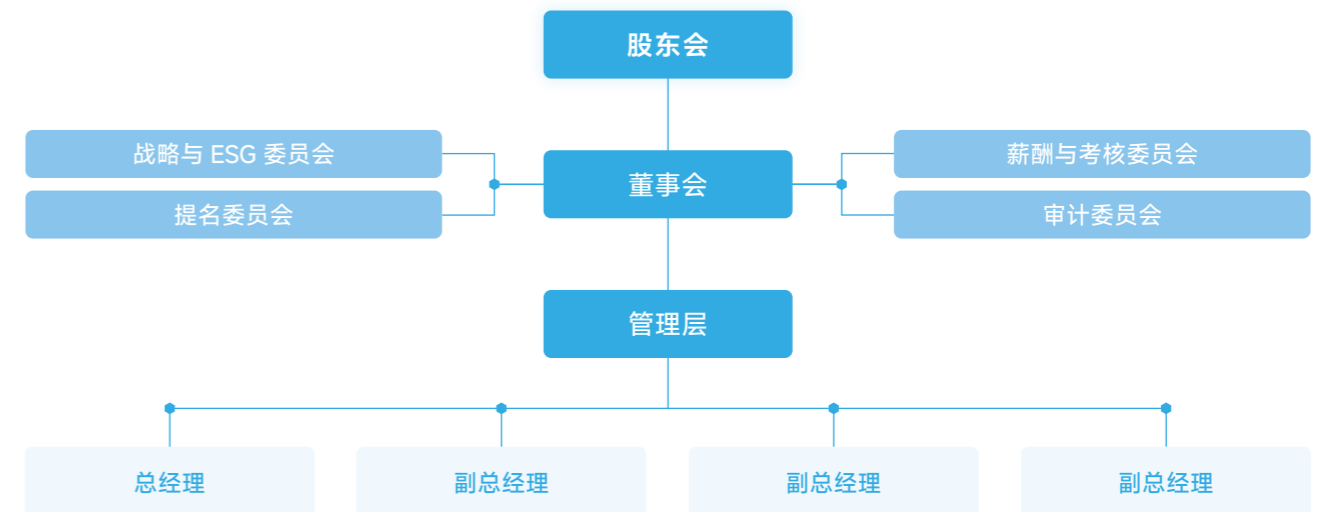 股东会
战略与 ESG 委员会
薪酬与考核委员会
董事会
提名委员会
审计委员会
管理层
总经理
副总经理
副总经理
副总经理